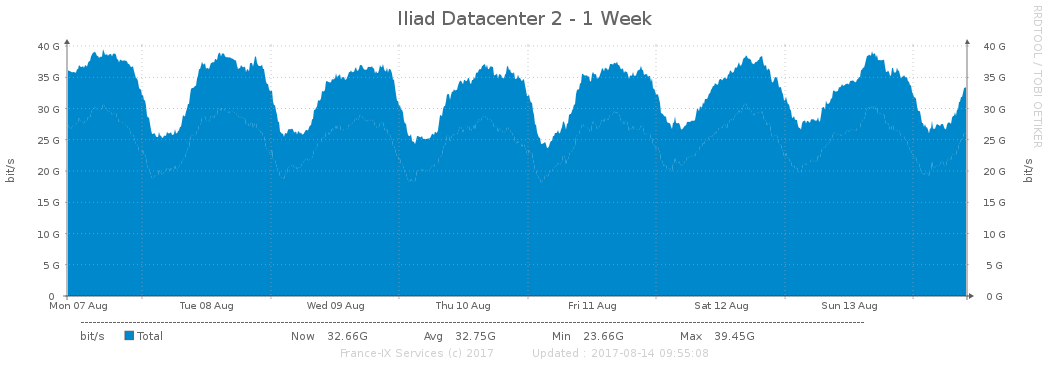 Iliad Datacenter 2 - 1 Week
RRDTOOL / TOBI OETIKER
40 G 40 G
35 G 35 G
30 G 30 G
25 G 25 G
20 G 20 G
15 G 15 G
10 G 10 G
5 G 5 G
0 0 G
bit/s
bit/s
Mon 07 Aug Tue 08 Aug Wed 09 Aug Thu 10 Aug Fri 11 Aug Sat 12 Aug Sun 13 Aug
bit/s Total Now 32.66G Avg 32.75G Min 23.66G Max 39.45G
France-IX Services (c) 2017 Updated : 2017-08-14 09:55:08